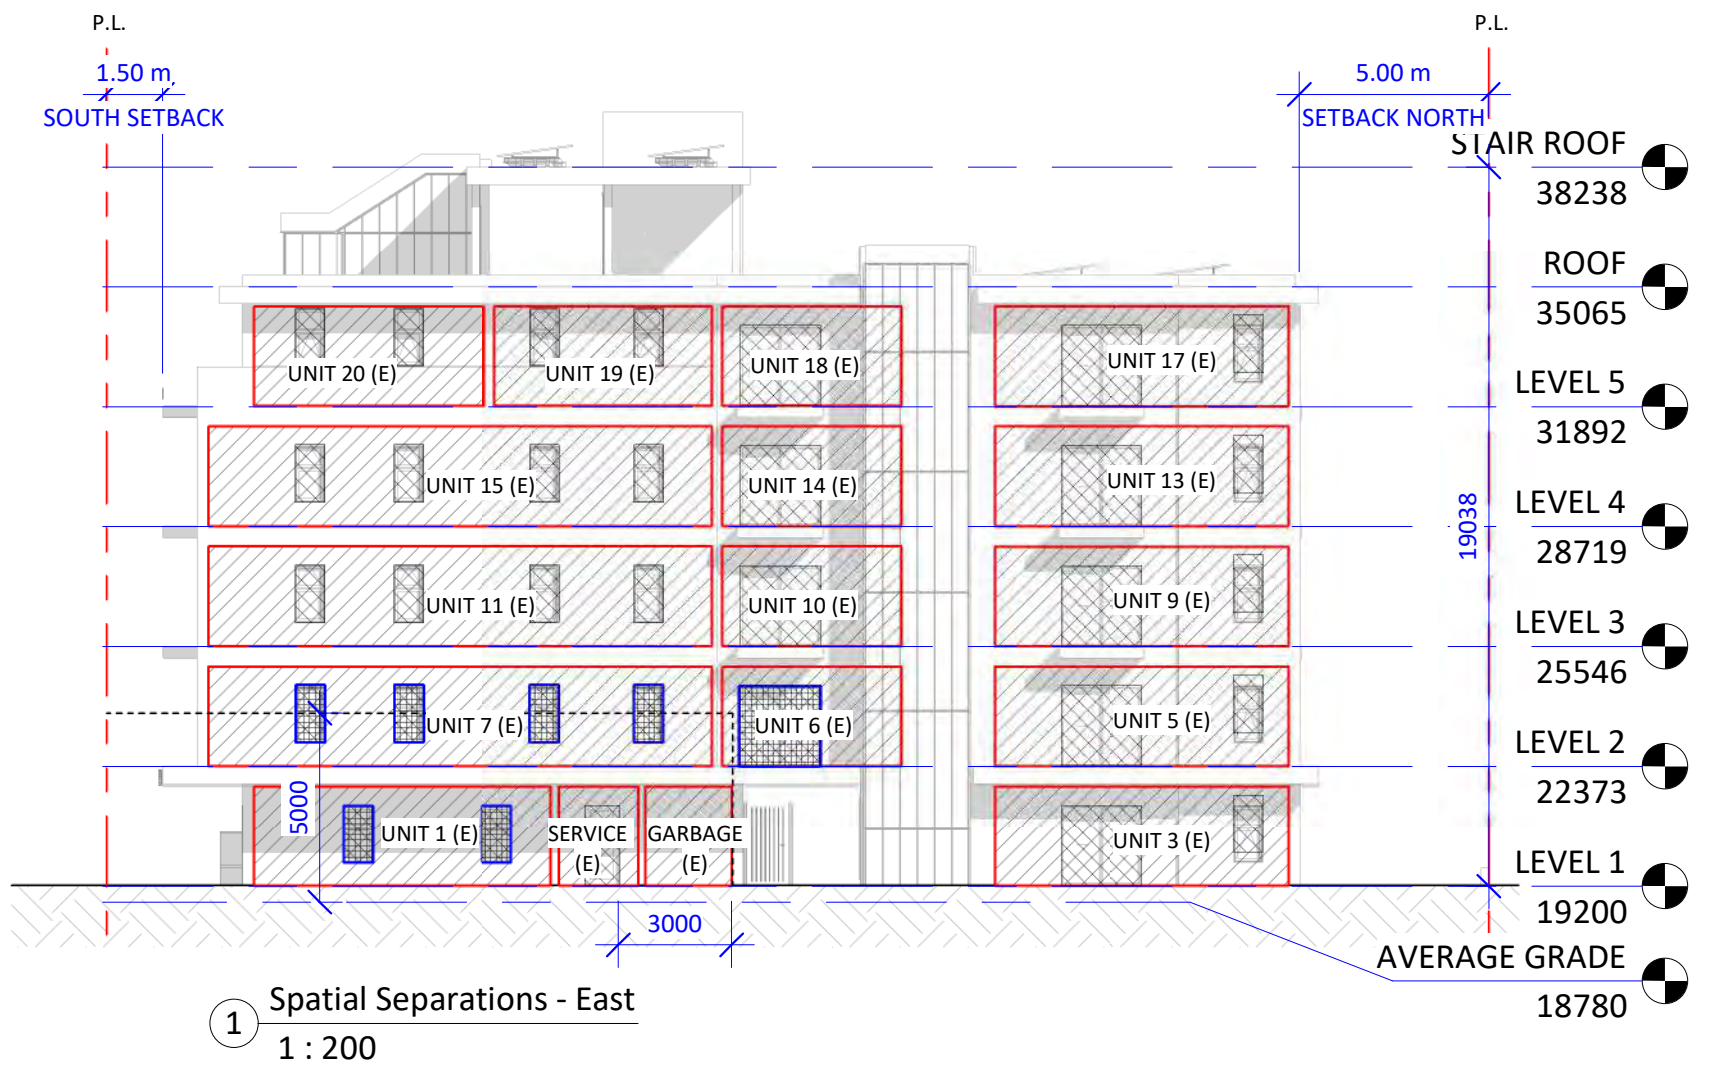 P.L.
P.L.
1.50 m
5.00 m
SOUTH SETBACK
SETBACK NORTH
STAIR ROOF
38238
ROOF
35065
UNIT 20 (E)
UNIT 19 (E)
UNIT 18 (E)
UNIT 17 (E)
LEVEL 5
31892
UNIT 15 (E)
UNIT 14 (E)
UNIT 13 (E)
LEVEL 4
28719
19038
UNIT 11 (E)
UNIT 10 (E)
UNIT 9 (E)
LEVEL 3
25546
UNIT 7 (E)
UNIT 6 (E)
UNIT 5 (E)
LEVEL 2
22373
5000
UNIT 1 (E)
SERVICE
(E)
GARBAGE
(E)
UNIT 3 (E)
LEVEL 1
19200
3000
AVERAGE GRADE
18780
1
Spatial Separations - East
1 : 200